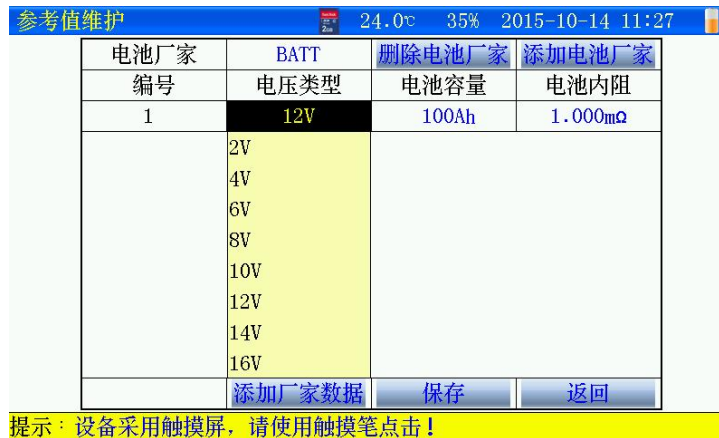 参考值维护 24.0℃ 35% 2015-10-14 11:27
电池厂家 BATT 删除电池厂家 添加电池厂家
编号 电压类型 电池容量 电池内阻
1 12V 100Ah 1.000mΩ
2V
4V
6V
8V
10V
12V
14V
16V
添加厂家数据 保存 返回
提示：设备采用触摸屏，请使用触摸笔点击！